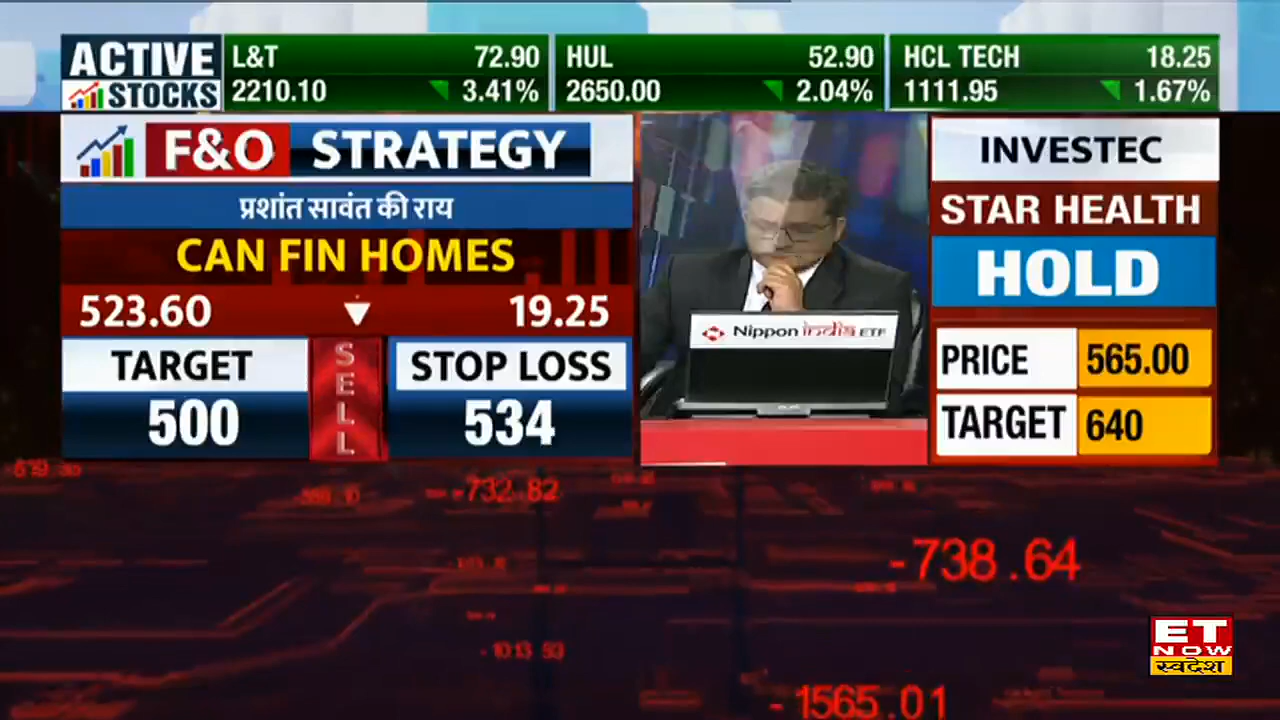 ACTIVE
STOCKS
L&T 72.90
2210.10 3.41%
HUL 52.90
2650.00 2.04%
HCL TECH 18.25
1111.95 1.67%
F&O STRATEGY
प्रशांत सावंत की राय
CAN FIN HOMES
523.60 19.25
TARGET
500
SELL
STOP LOSS
534
Nippon india ETF
INVESTEC
STAR HEALTH
HOLD
PRICE 565.00
TARGET 640
-732.82
-738.64
-1013.53
-1565.01
ET
NOW
स्वदेश